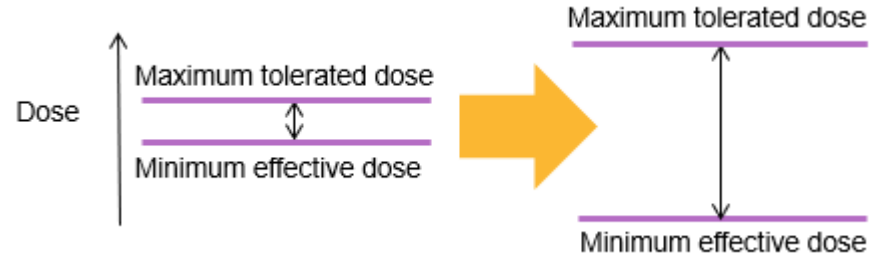 Maximum tolerated dose
Maximum tolerated dose
Dose
Minimum effective dose
Minimum effective dose